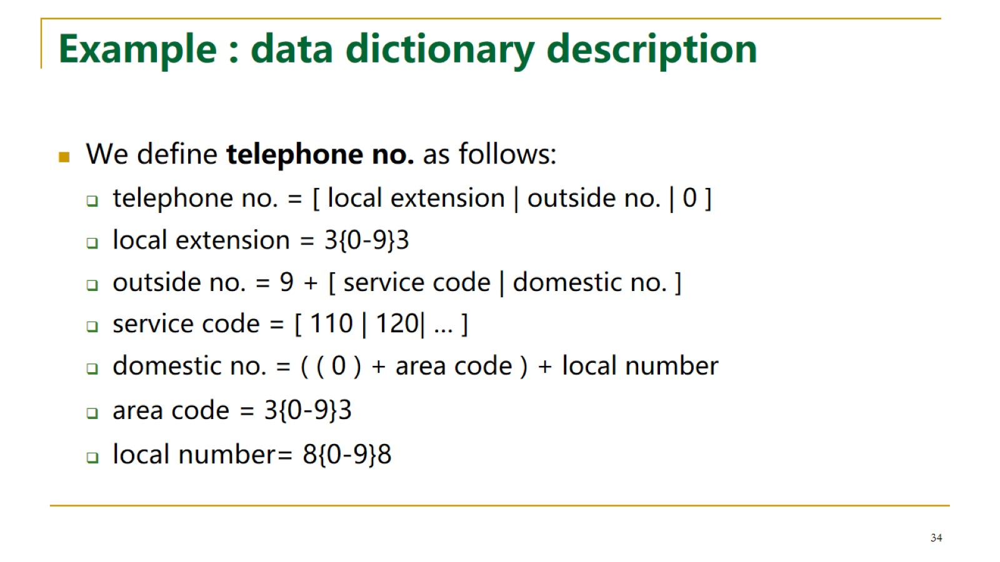 Example : data dictionary description
We define telephone no. as follows:
telephone no. = [ local extension | outside no. | 0 ]
local extension = 3{0-9}3
outside no. = 9 + [ service code | domestic no. ]
service code = [ 110 | 120| ... ]
domestic no. = ( ( 0 ) + area code ) + local number
area code = 3{0-9}3
local number= 8{0-9}8
34